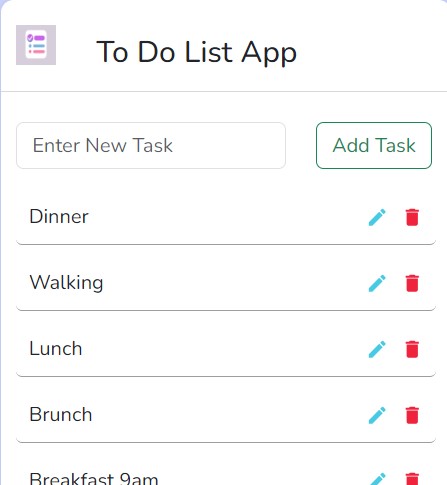 To Do List App
Enter New Task
Add Task
Dinner
Walking
Lunch
Brunch
Breakfast 9am